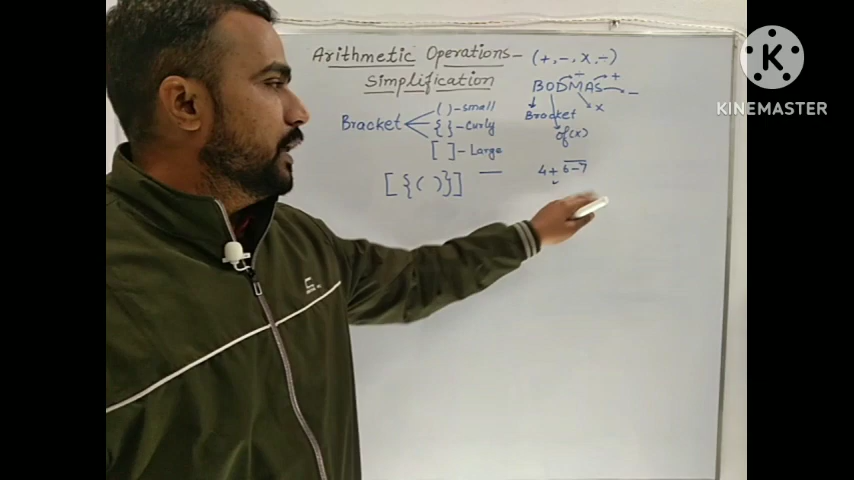 Arithmetic Operations- (+, -, x, ÷)
Simplification
BODMAS
÷ +
-
x
Bracket
of(x)
Bracket
( ) - small
{ } - Curly
[ ] - Large
[ { ( ) } ]
4+ 6-7
K
KINEMASTER